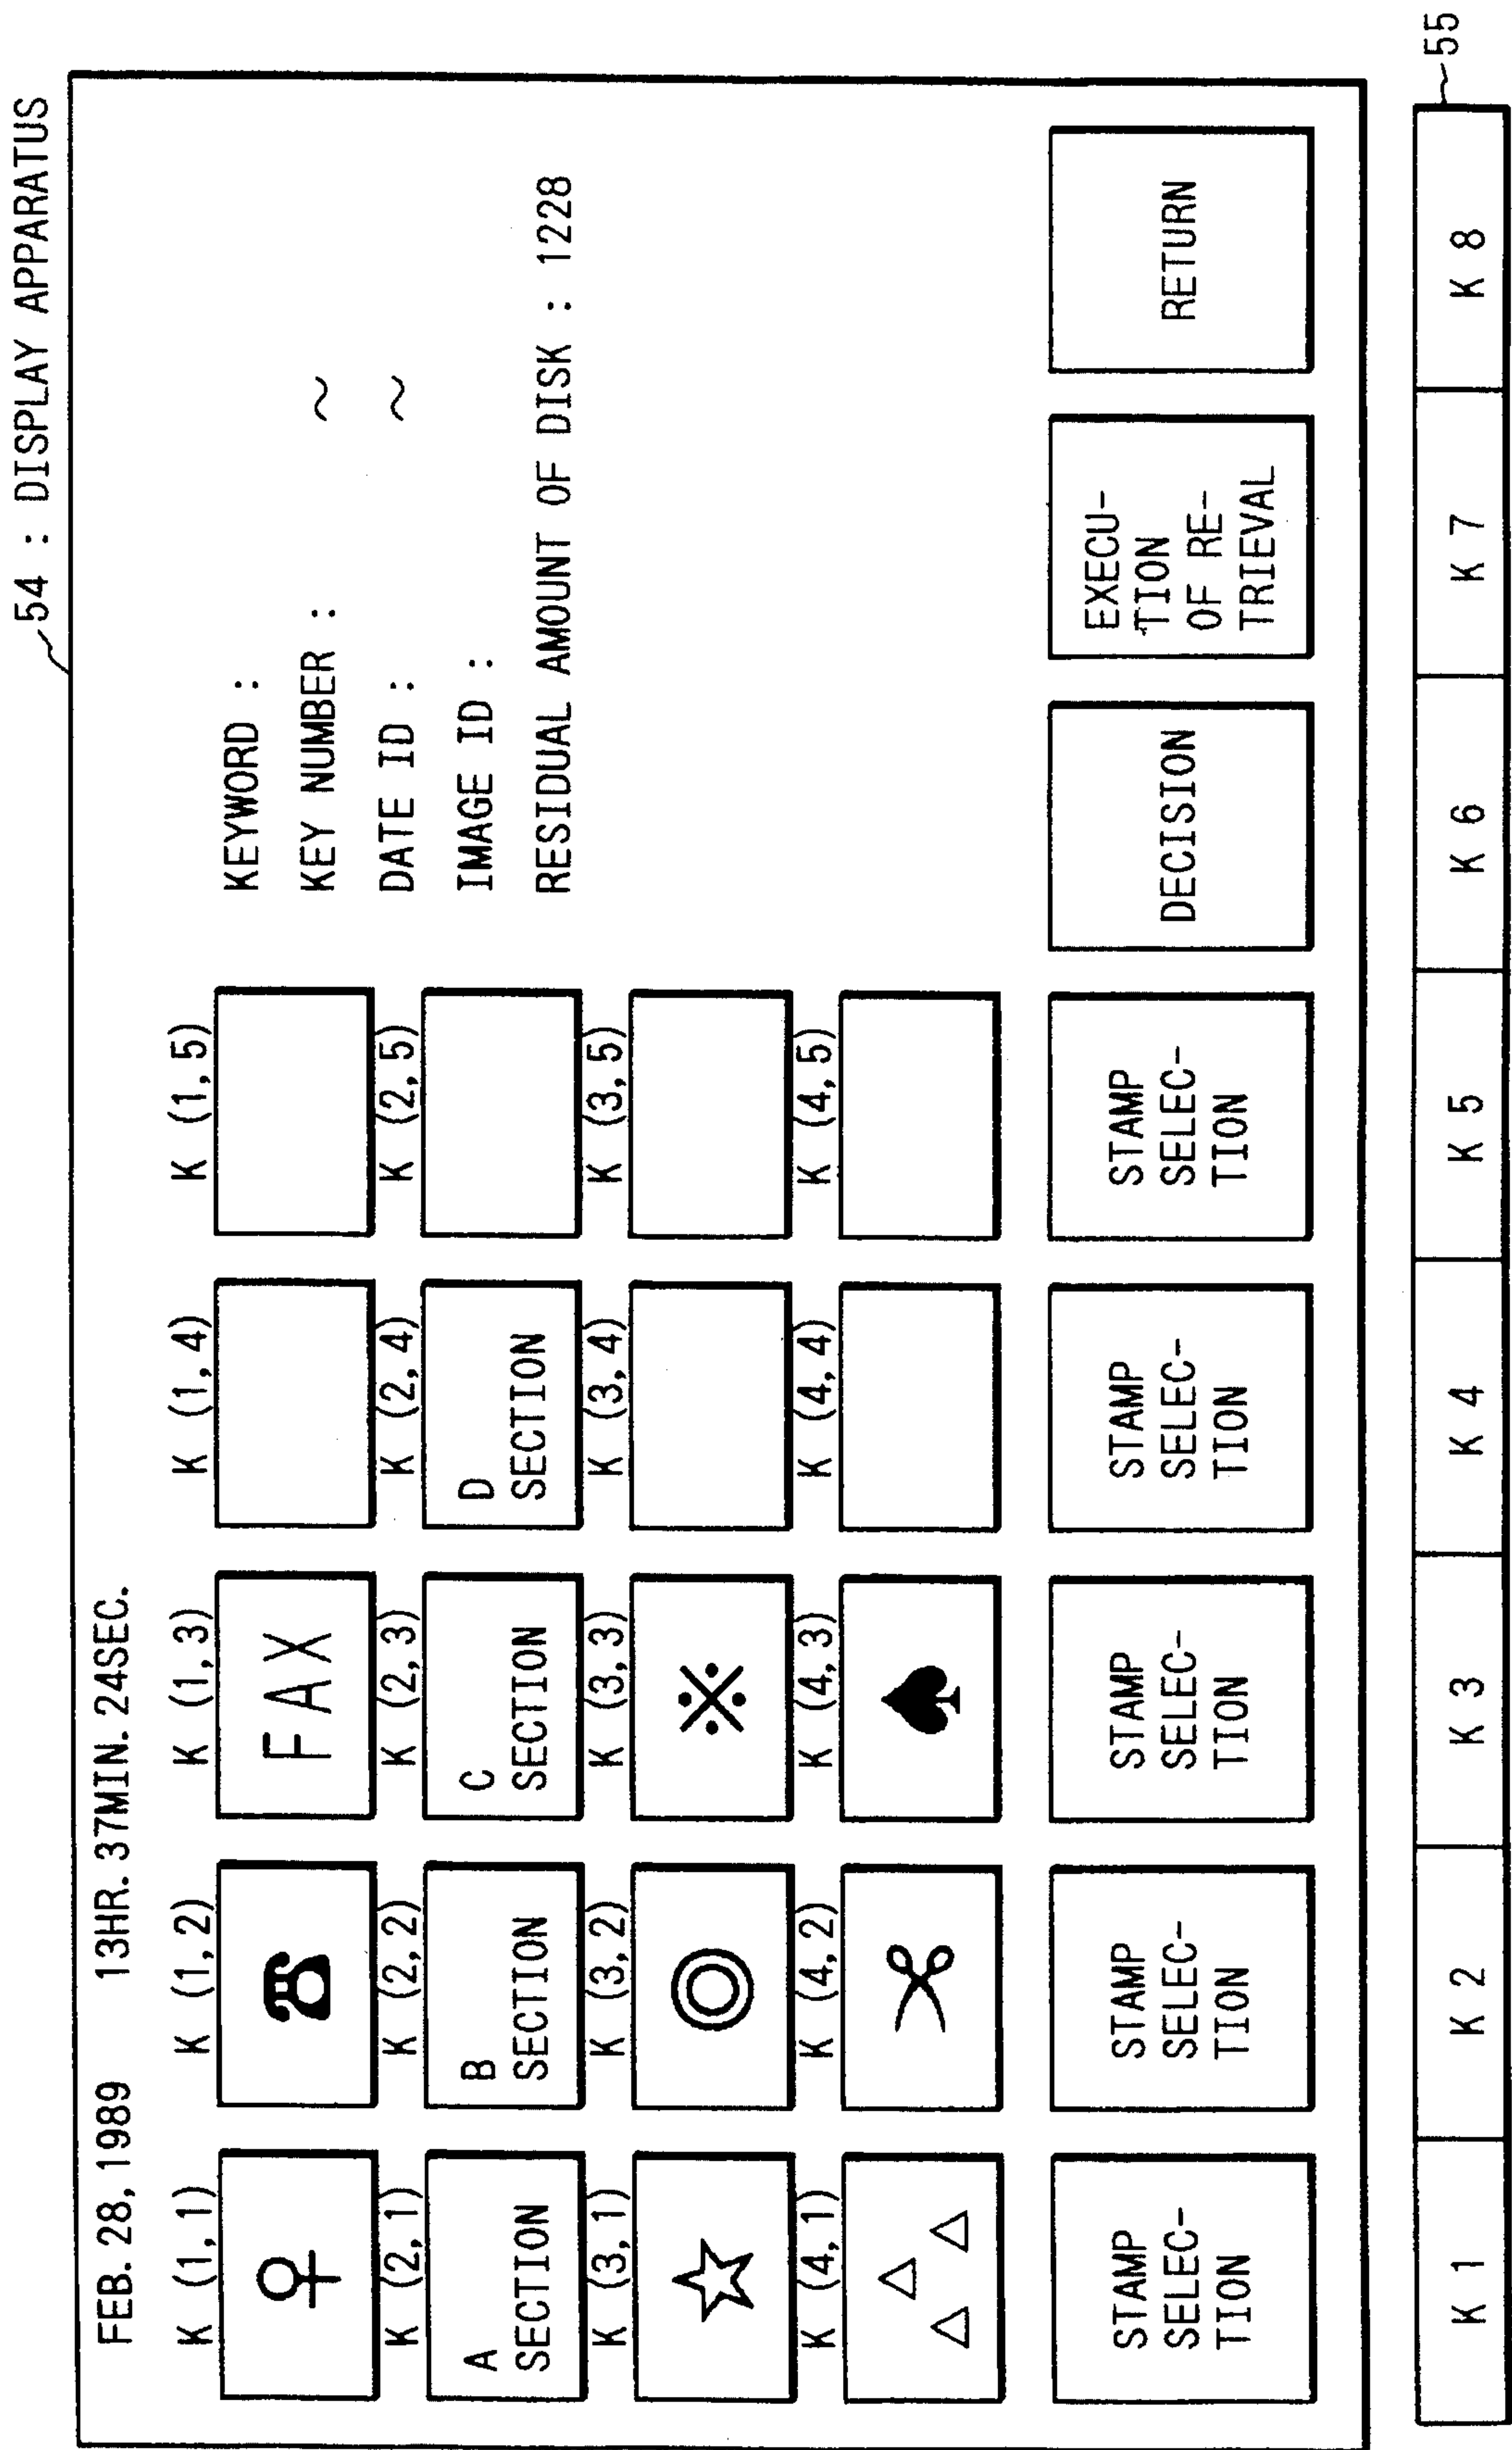 54 : DISPLAY APPARATUS
FEB. 28, 1989 13HR. 37MIN. 24SEC.
K (1, 1) K (1, 2) K (1, 3) K (1, 4) K (1, 5)
FAX
KEYWORD :
KEY NUMBER : ~
DATE ID : ~
IMAGE ID :
RESIDUAL AMOUNT OF DISK : 1228
K (2, 1) K (2, 2) K (2, 3) K (2, 4) K (2, 5)
A
SECTION
B
SECTION
C
SECTION
D
SECTION
K (3, 1) K (3, 2) K (3, 3) K (3, 4) K (3, 5)
☆ ◎ ※
K (4, 1) K (4, 2) K (4, 3) K (4, 4) K (4, 5)
STAMP
SELEC-
TION
STAMP
SELEC-
TION
STAMP
SELEC-
TION
STAMP
SELEC-
TION
STAMP
SELEC-
TION
DECISION
EXECU-
TION
OF RE-
TRIEVAL
RETURN
K 1 K 2 K 3 K 4 K 5 K 6 K 7 K 8
55